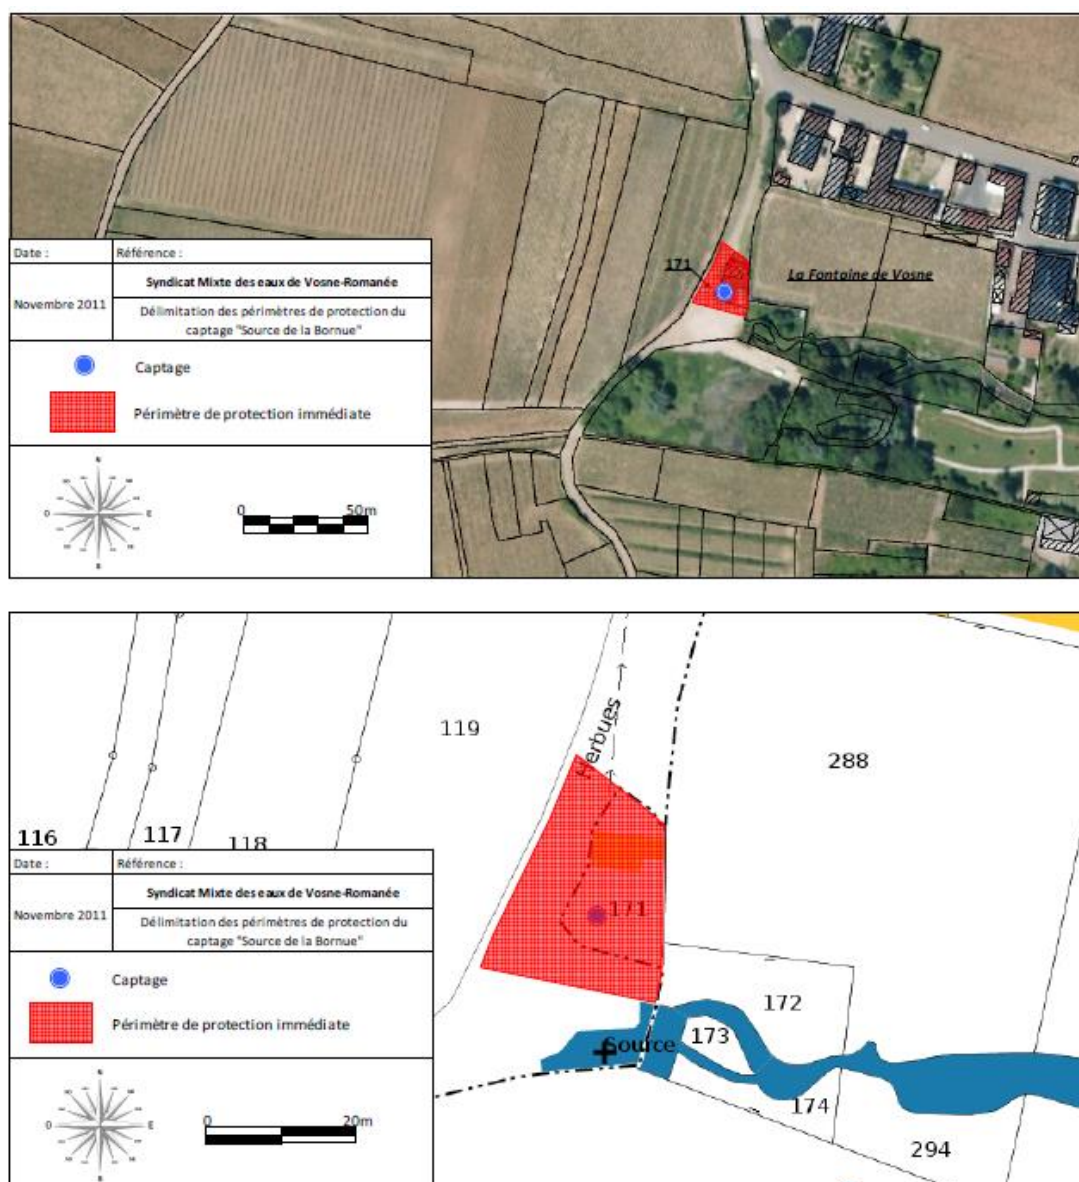 171
La Fontaine de Vosne
Date :
Référence :
Syndicat Mixte des eaux de Vosne-Romanée
Novembre 2011
Délimitation des périmètres de protection du
captage "Source de la Bornue"
Captage
Périmètre de protection immédiate
N
O
E
0
50m
119
Herbues
288
116
117
118
Date :
Référence :
Syndicat Mixte des eaux de Vosne-Romanée
Novembre 2011
Délimitation des périmètres de protection du
captage "Source de la Bornue"
171
Captage
Périmètre de protection immédiate
172
173
Source
174
294
N
O
E
0
20m